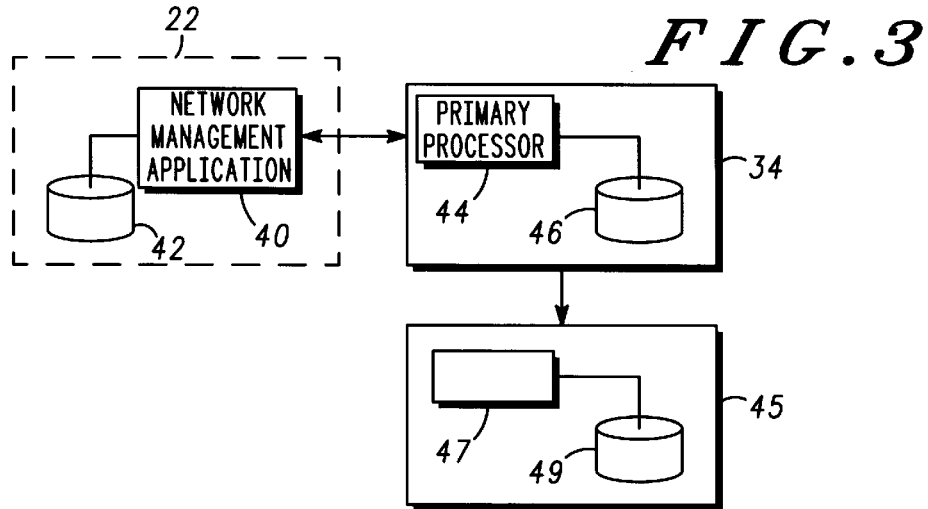 22
FIG.3
NETWORK
MANAGEMENT
APPLICATION
PRIMARY
PROCESSOR
34
44
46
42
40
45
47
49